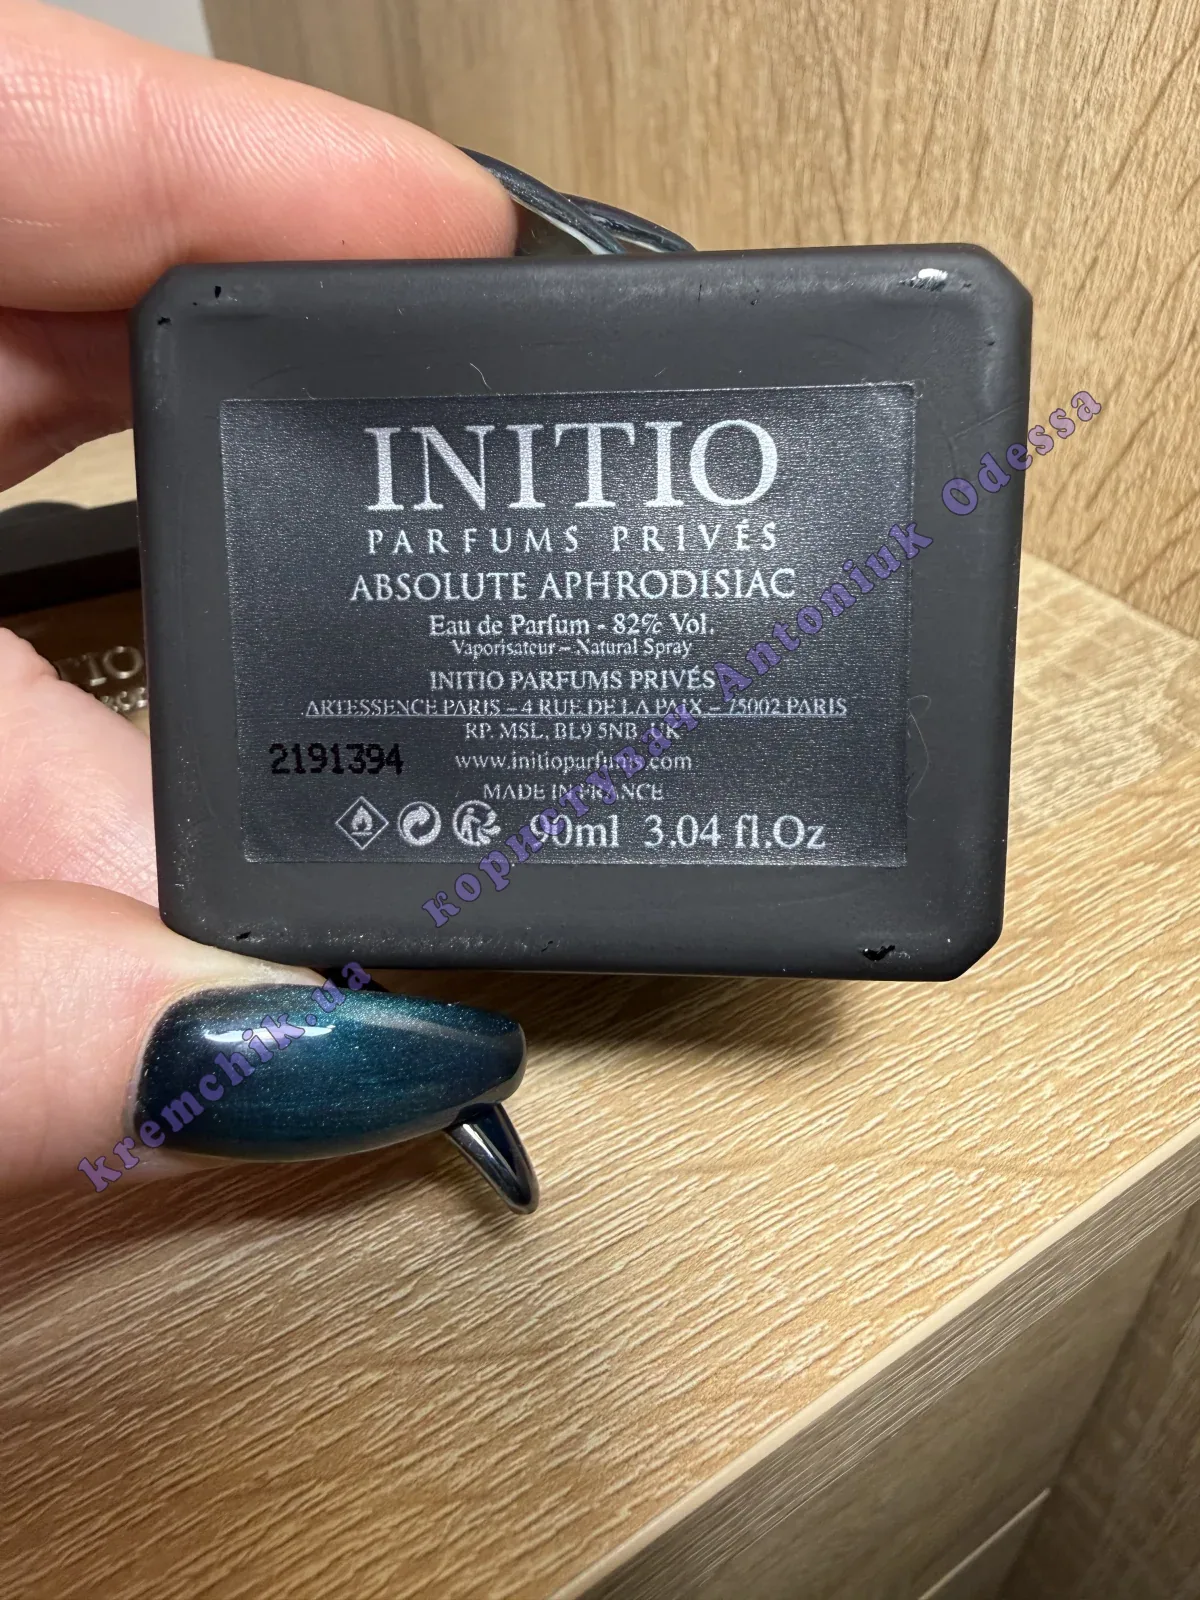 INITIO
PARFUMS PRIVÉS
ABSOLUTE APHRODISIAC
Eau de Parfum - 82% Vol.
Vaporisateur – Natural Spray
INITIO PARFUMS PRIVÉS
ARTESSENCE PARIS – 4 RUE DE LA PAIX – 75002 PARIS
RP. MSL, BL9 5NB, UK
2191394
www.initioparfums.com
MADE IN FRANCE
90ml 3.04 fl.Oz
kremchik.ua користувач Antoniuk Odessa